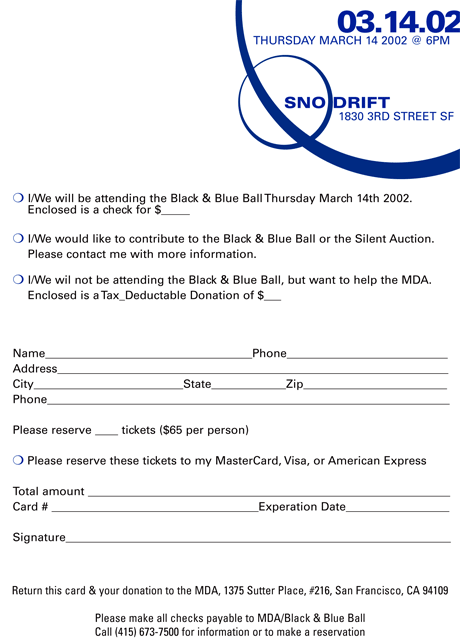 03.14.02
THURSDAY MARCH 14 2002 @ 6PM
SNO DRIFT
1830 3RD STREET SF
I/We will be attending the Black & Blue Ball Thursday March 14th 2002.
Enclosed is a check for $_____
I/We would like to contribute to the Black & Blue Ball or the Silent Auction.
Please contact me with more information.
I/We wil not be attending the Black & Blue Ball, but want to help the MDA.
Enclosed is a Tax_Deductable Donation of $___
Name_________________________________Phone__________________________
Address_______________________________________________________________
City________________________State____________Zip_______________________
Phone_________________________________________________________________
Please reserve ____ tickets ($65 per person)
Please reserve these tickets to my MasterCard, Visa, or American Express
Total amount __________________________________________________________
Card # _________________________________Experation Date_________________
Signature______________________________________________________________
Return this card & your donation to the MDA, 1375 Sutter Place, #216, San Francisco, CA 94109
Please make all checks payable to MDA/Black & Blue Ball
Call (415) 673-7500 for information or to make a reservation